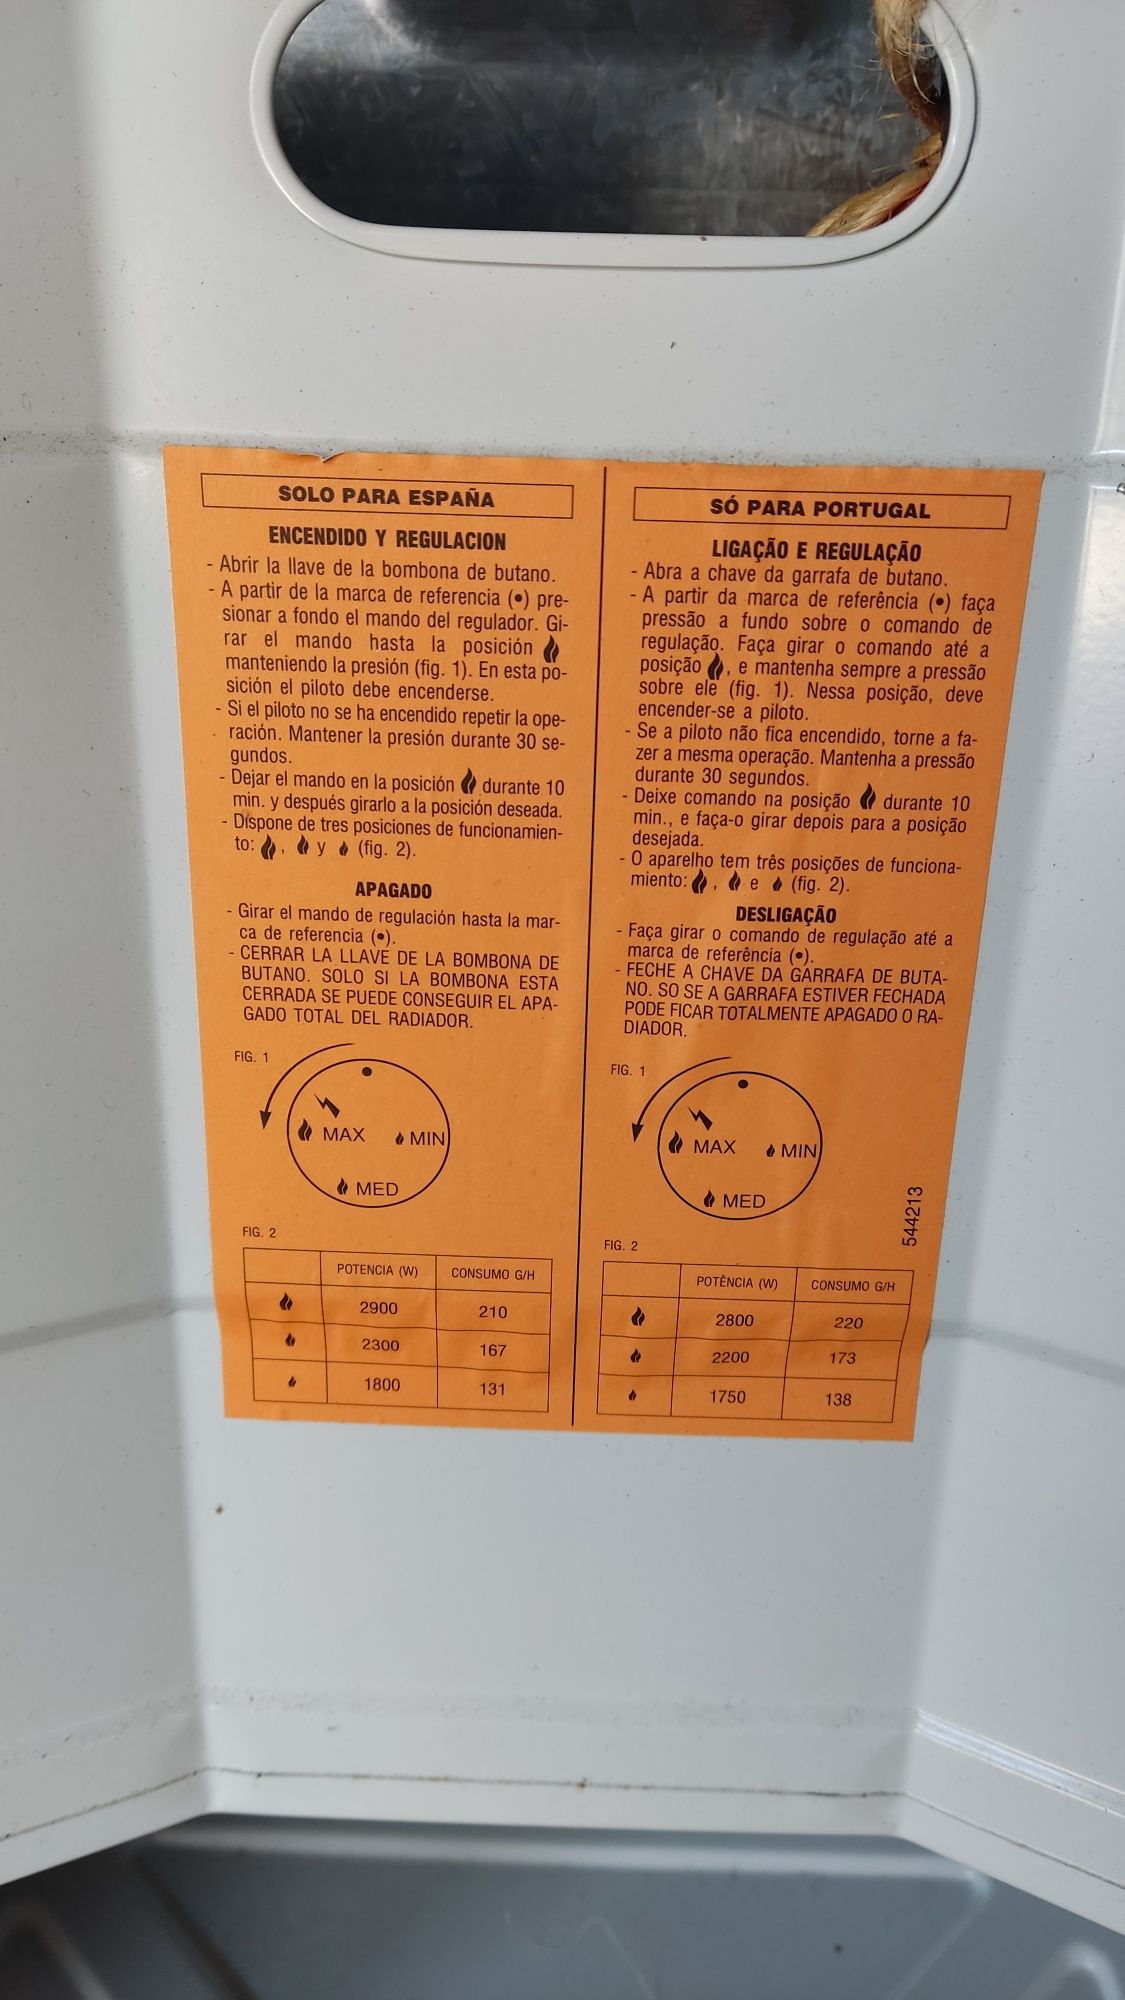 SOLO PARA ESPAÑA
ENCENDIDO Y REGULACION
- Abrir la llave de la bombona de butano.
- A partir de la marca de referencia (•) pre-
sionar a fondo el mando del regulador. Gi-
rar el mando hasta la posición
manteniendo la presión (fig. 1). En esta po-
sición el piloto debe encenderse.
- Si el piloto no se ha encendido repetir la ope-
ración. Mantener la presión durante 30 se-
gundos.
- Dejar el mando en la posición durante 10
min. y después girarlo a la posición deseada.
- Dispone de tres posiciones de funcionamien-
to: , y (fig. 2).
APAGADO
- Girar el mando de regulación hasta la mar-
ca de referencia (•).
- CERRAR LA LLAVE DE LA BOMBONA DE
BUTANO. SOLO SI LA BOMBONA ESTA
CERRADA SE PUEDE CONSEGUIR EL APA-
GADO TOTAL DEL RADIADOR.
FIG. 1
MAX
MIN
MED
FIG. 2
POTENCIA (W) CONSUMO G/H
2900 210
2300 167
1800 131
SÓ PARA PORTUGAL
LIGAÇÃO E REGULAÇÃO
- Abra a chave da garrafa de butano.
- A partir da marca de referência (•) faça
pressão a fundo sobre o comando de
regulação. Faça girar o comando até a
posição , e mantenha sempre a pressão
sobre ele (fig. 1). Nessa posição, deve
encender-se a piloto.
- Se a piloto não fica encendido, torne a fa-
zer a mesma operação. Mantenha a pressão
durante 30 segundos.
- Deixe comando na posição durante 10
min., e faça-o girar depois para a posição
desejada.
- O aparelho tem três posições de funciona-
miento: , e (fig. 2).
DESLIGAÇÃO
- Faça girar o comando de regulação até a
marca de referência (•).
- FECHE A CHAVE DA GARRAFA DE BUTA-
NO. SO SE A GARRAFA ESTIVER FECHADA
PODE FICAR TOTALMENTE APAGADO O RA-
DIADOR.
FIG. 1
MAX
MIN
MED
544213
FIG. 2
POTÊNCIA (W) CONSUMO G/H
2800 220
2200 173
1750 138